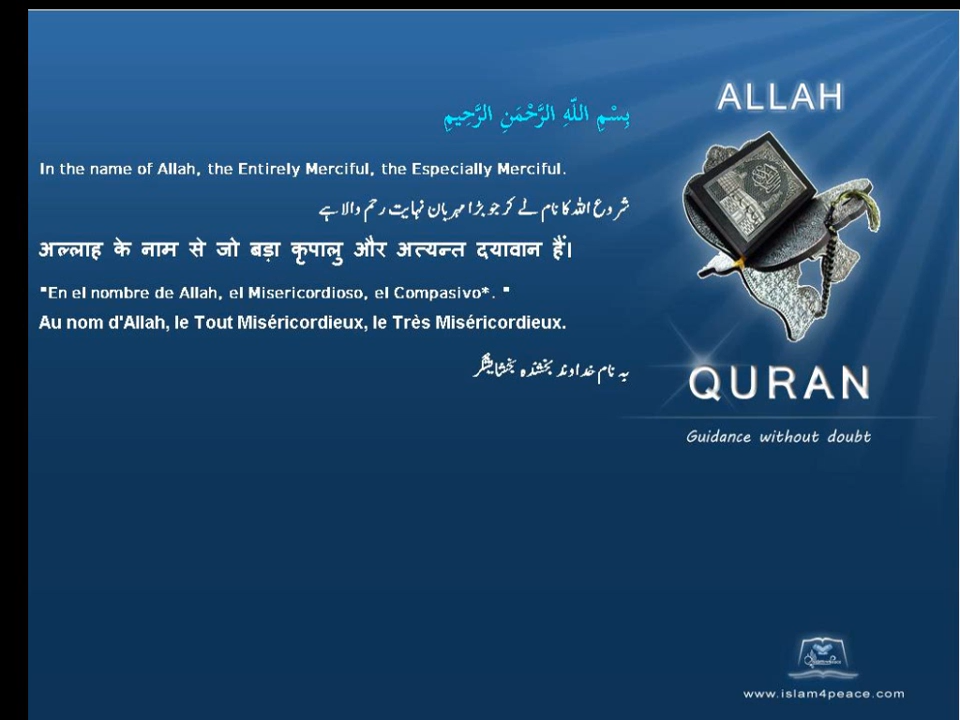 بِسْمِ اللّهِ الرَّحْمَنِ الرَّحِيمِ
In the name of Allah, the Entirely Merciful, the Especially Merciful.
شروع اللہ کا نام لے کر جو بڑا مہربان نہایت رحم والا ہے
अल्लाह के नाम से जो बड़ा कृपालु और अत्यन्त दयावान हैं।
"En el nombre de Allah, el Misericordioso, el Compasivo*. "
Au nom d'Allah, le Tout Miséricordieux, le Très Miséricordieux.
به نام خداوند بخشنده بخشایشگر
ALLAH
QURAN
Guidance without doubt
www.islam4peace.com